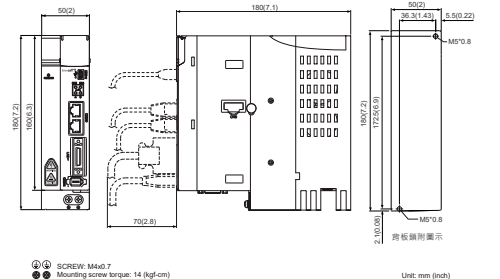 50(2)
180(7.1)
50(2)
36.3(1.43)
5.5(0.22)
M5*0.8
180(7.2)
160(6.3)
180(7.2)
172.5(6.9)
70(2.8)
2.1(0.08)
M5*0.8
背板鎖附圖示
SCREW: M4x0.7
Mounting screw torque: 14 (kgf-cm)
Unit: mm (inch)